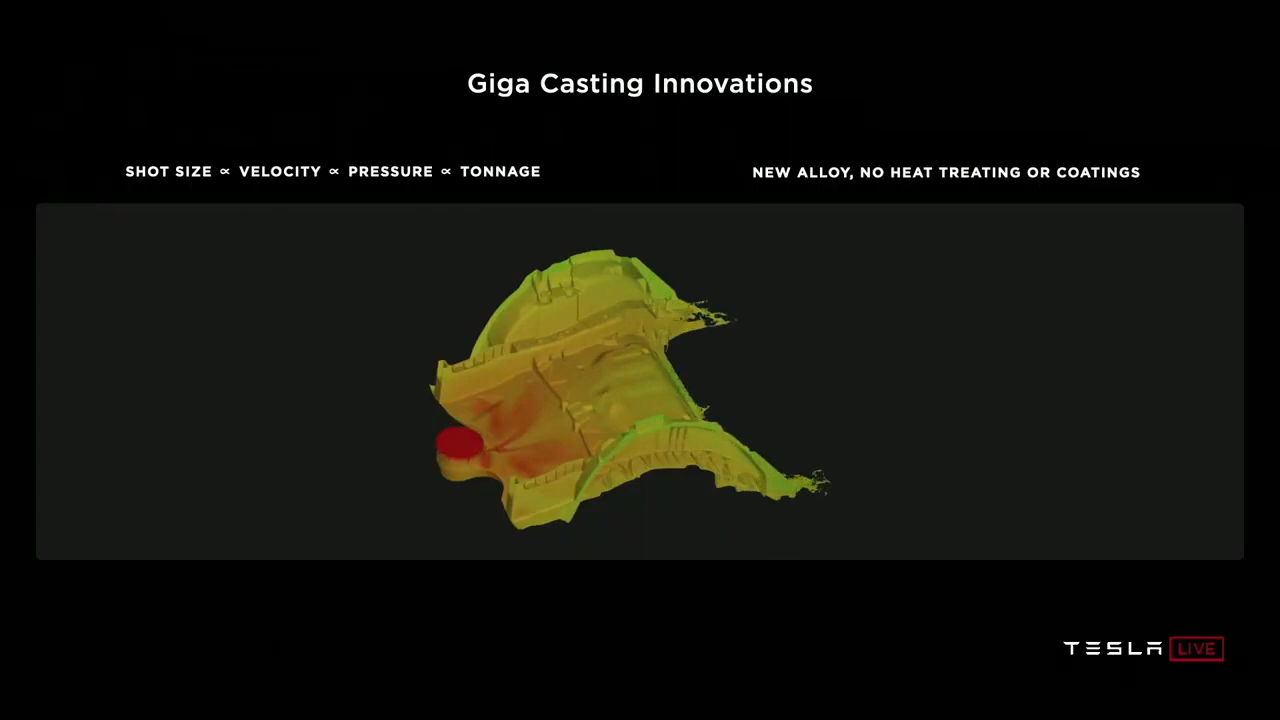 Giga Casting Innovations
SHOT SIZE ∝ VELOCITY ∝ PRESSURE ∝ TONNAGE
NEW ALLOY, NO HEAT TREATING OR COATINGS
TESLA LIVE